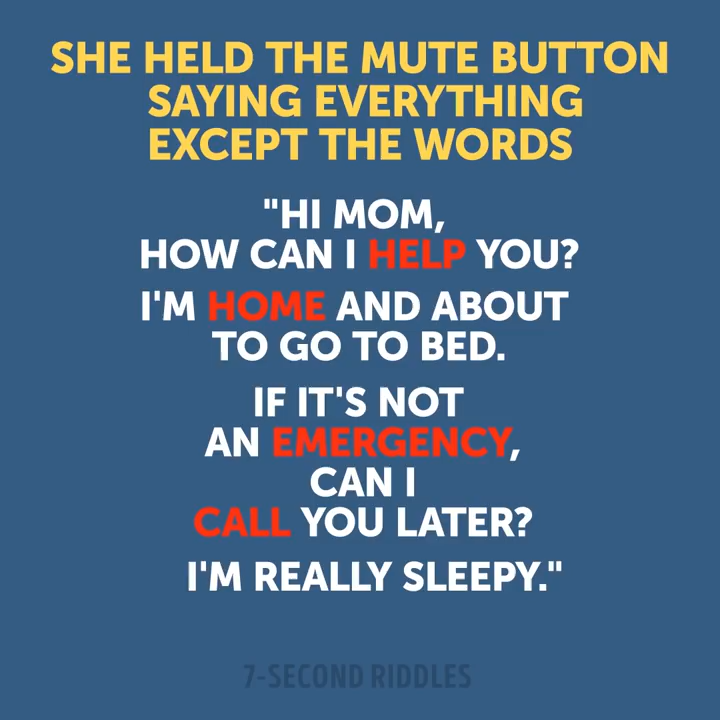 SHE HELD THE MUTE BUTTON
SAYING EVERYTHING
EXCEPT THE WORDS
"HI MOM,
HOW CAN I HELP YOU?
I'M HOME AND ABOUT
TO GO TO BED.
IF IT'S NOT
AN EMERGENCY,
CAN I
CALL YOU LATER?
I'M REALLY SLEEPY."
7-SECOND RIDDLES